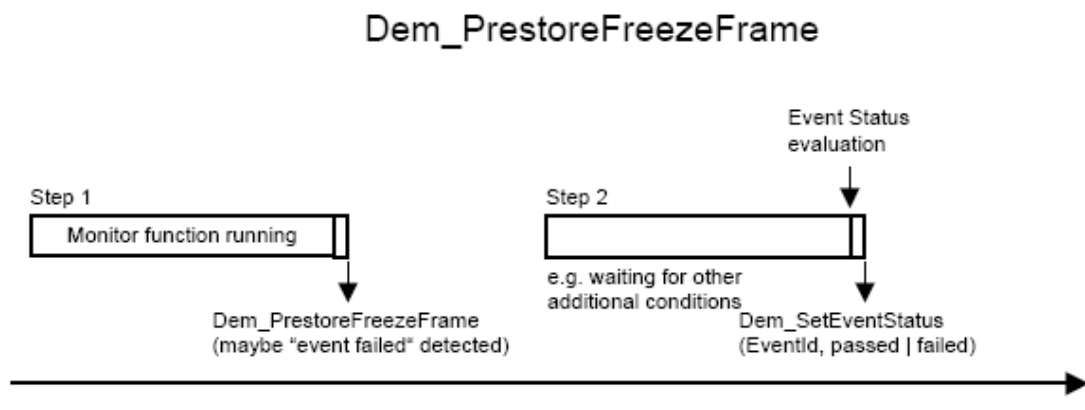 Dem_PrestoreFreezeFrame
Event Status
evaluation
Step 1
Step 2
Monitor function running
e.g. waiting for other
additional conditions
Dem_PrestoreFreezeFrame
(maybe “event failed“ detected)
Dem_SetEventStatus
(EventId, passed | failed)